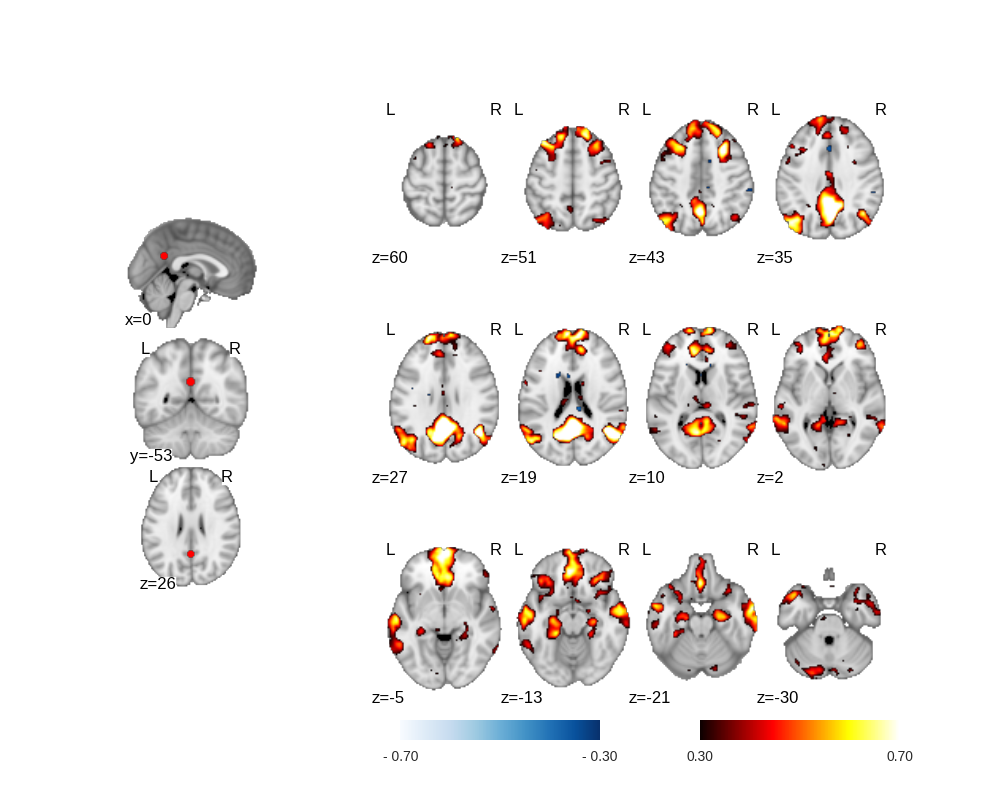 L R L R L R L R
z=60 z=51 z=43 z=35
x=0
L R
y=-53
L R
z=26
L R L R L R L R
z=27 z=19 z=10 z=2
L R L R L R L R
z=-5 z=-13 z=-21 z=-30
- 0.70 - 0.30 0.30 0.70